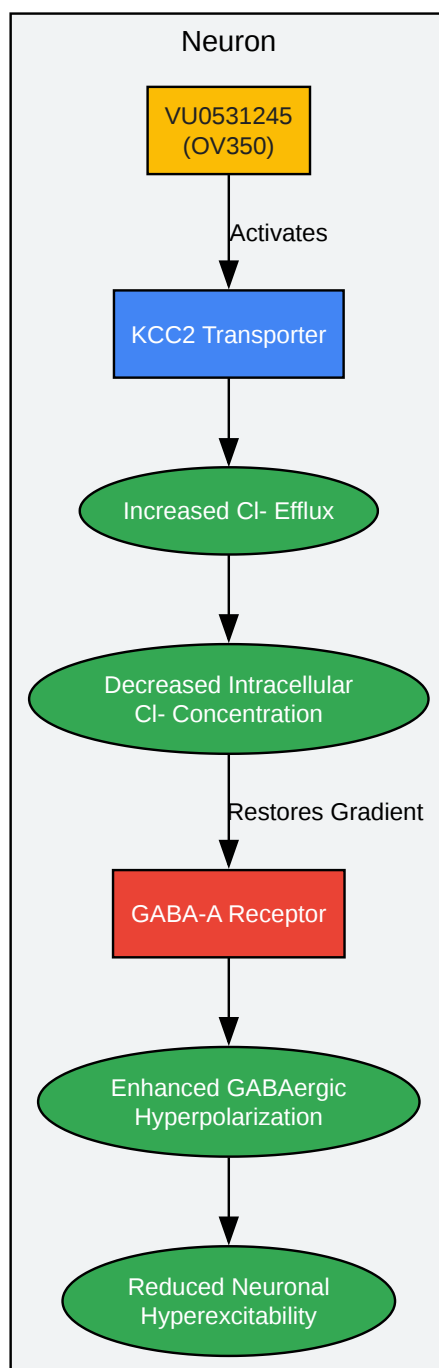 Neuron
VU0531245
(OV350)
Activates
KCC2 Transporter
Increased Cl- Efflux
Decreased Intracellular
Cl- Concentration
Restores Gradient
GABA-A Receptor
Enhanced GABAergic
Hyperpolarization
Reduced Neuronal
Hyperexcitability